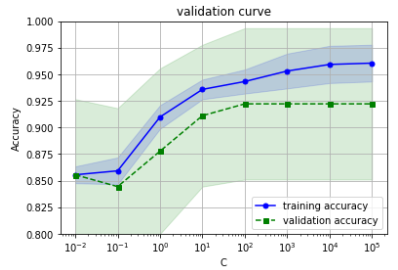 validation curve
1.000
0.975
0.950
0.925
0.900
0.875
0.850
0.825
0.800
Accuracy
training accuracy
validation accuracy
10⁻² 10⁻¹ 10⁰ 10¹ 10² 10³ 10⁴ 10⁵
C